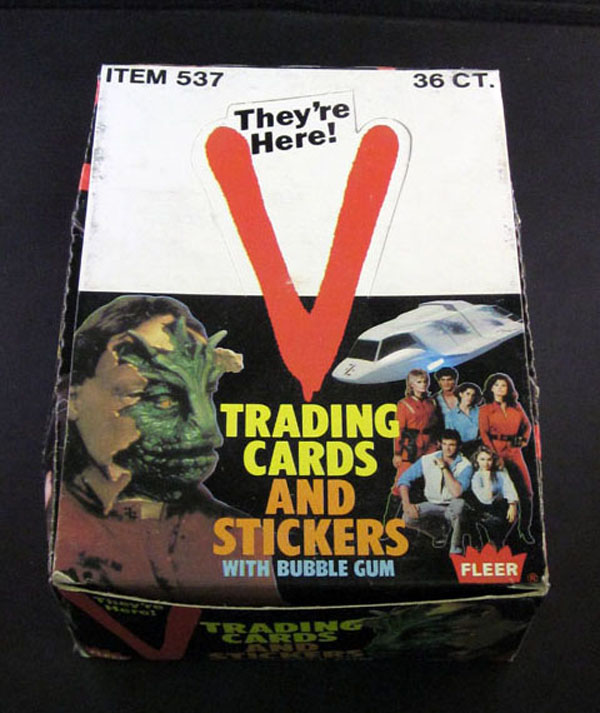 ITEM 537
36 CT.
They're
Here!
V
TRADING
CARDS
AND
STICKERS
WITH BUBBLE GUM
FLEER
®
They're
Here!
TRADING
CARDS
AND
STICKERS